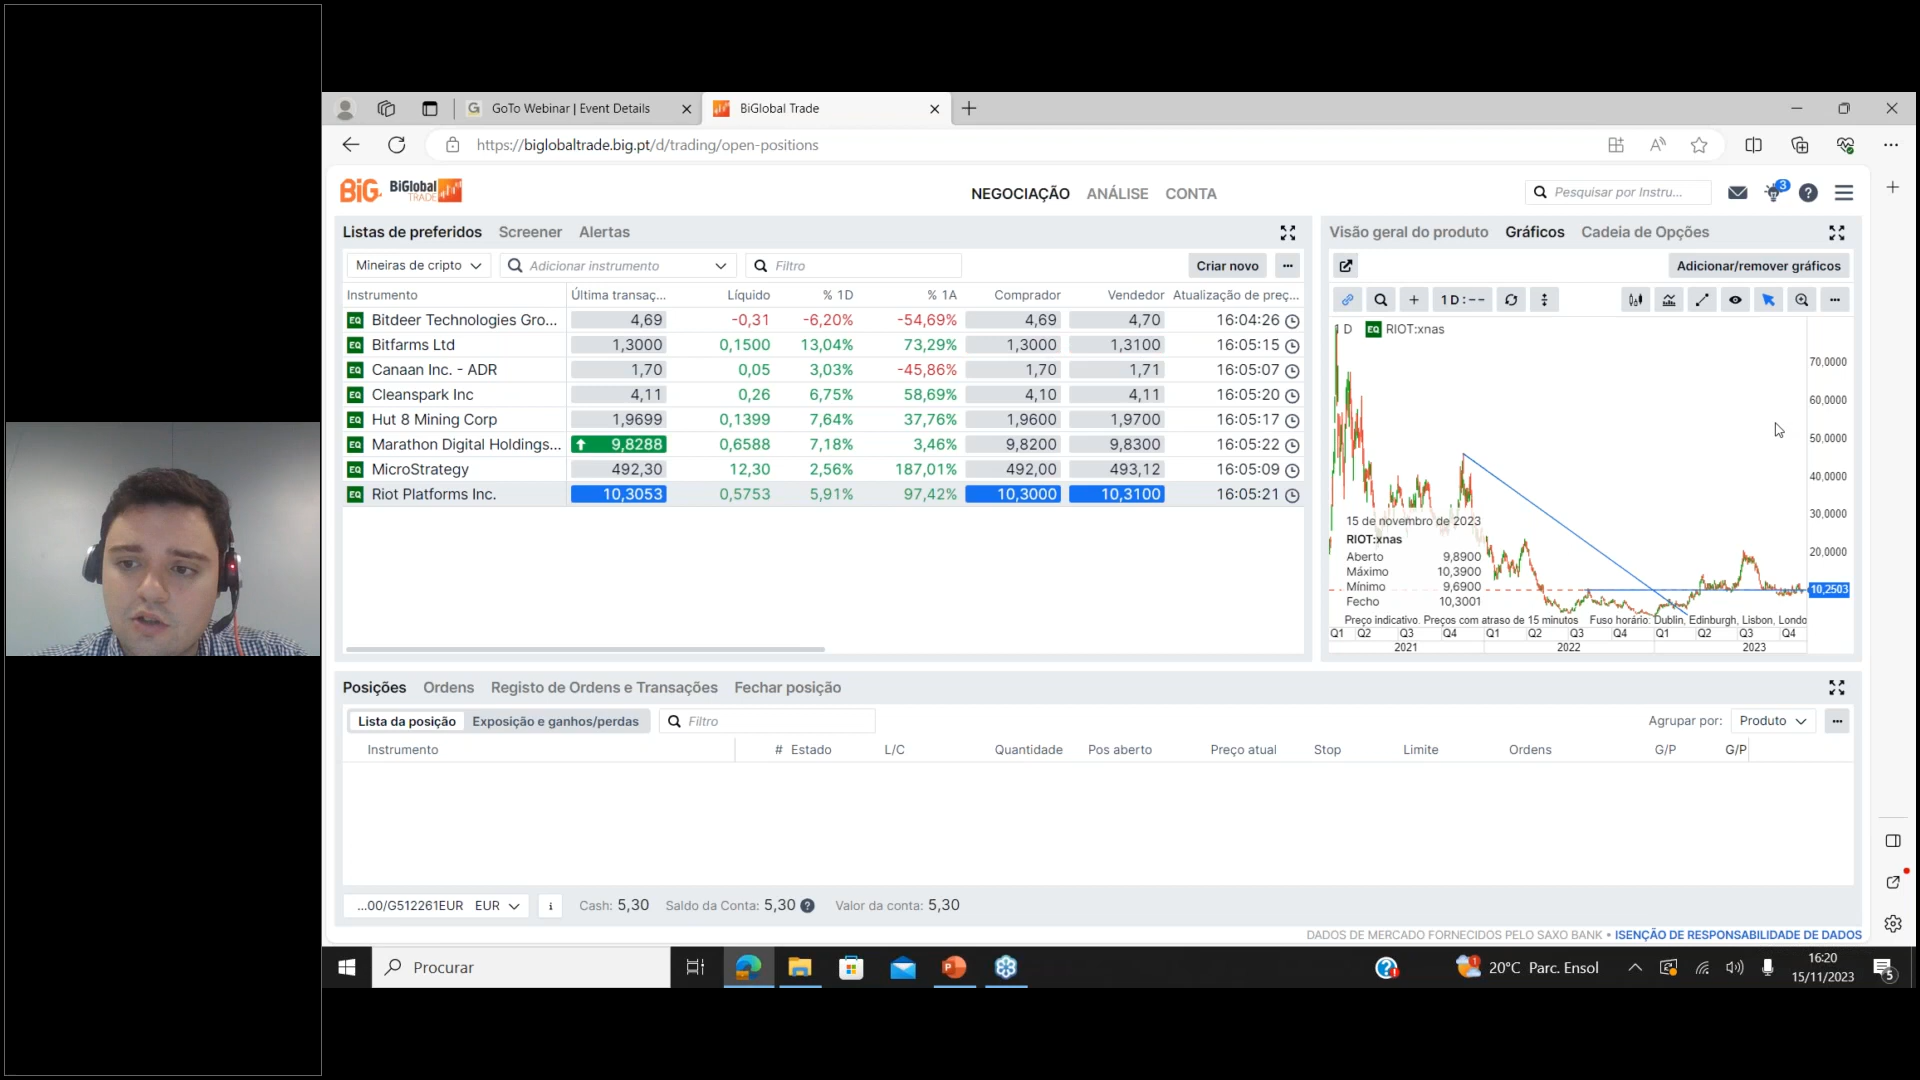 GoTo Webinar | Event Details
BiGlobal Trade
https://biglobaltrade.big.pt/d/trading/open-positions
BiG BiGlobal TRADE
NEGOCIAÇÃO ANÁLISE CONTA
Pesquisar por Instru...
3
Listas de preferidos Screener Alertas
Mineiras de cripto Adicionar instrumento Filtro Criar novo
Instrumento Última transaç... Líquido % 1D % 1A Comprador Vendedor Atualização de preç...
EQ Bitdeer Technologies Gro... 4,69 -0,31 -6,20% -54,69% 4,69 4,70 16:04:26
EQ Bitfarms Ltd 1,3000 0,1500 13,04% 73,29% 1,3000 1,3100 16:05:15
EQ Canaan Inc. - ADR 1,70 0,05 3,03% -45,86% 1,70 1,71 16:05:07
EQ Cleanspark Inc 4,11 0,26 6,75% 58,69% 4,10 4,11 16:05:20
EQ Hut 8 Mining Corp 1,9699 0,1399 7,64% 37,76% 1,9600 1,9700 16:05:17
EQ Marathon Digital Holdings... 9,8288 0,6588 7,18% 3,46% 9,8200 9,8300 16:05:22
EQ MicroStrategy 492,30 12,30 2,56% 187,01% 492,00 493,12 16:05:09
EQ Riot Platforms Inc. 10,3053 0,5753 5,91% 97,42% 10,3000 10,3100 16:05:21
Visão geral do produto Gráficos Cadeia de Opções
Adicionar/remover gráficos
1 D : - -
1 D EQ RIOT:xnas
70,0000
60,0000
50,0000
40,0000
30,0000
20,0000
10,2503
15 de novembro de 2023
RIOT:xnas
Aberto 9,8900
Máximo 10,3900
Mínimo 9,6900
Fecho 10,3001
Preço indicativo. Preços com atraso de 15 minutos Fuso horário: Dublin, Edinburgh, Lisbon, Londo
Q1 Q2 Q3 Q4 Q1 Q2 Q3 Q4 Q1 Q2 Q3 Q4
2021 2022 2023
Posições Ordens Registo de Ordens e Transações Fechar posição
Lista da posição Exposição e ganhos/perdas Filtro Agrupar por: Produto
Instrumento # Estado L/C Quantidade Pos aberto Preço atual Stop Limite Ordens G/P G/P
...00/G512261EUR EUR i Cash: 5,30 Saldo da Conta: 5,30 Valor da conta: 5,30
DADOS DE MERCADO FORNECIDOS PELO SAXO BANK • ISENÇÃO DE RESPONSABILIDADE DE DADOS
Procurar
20°C Parc. Ensol
16:20
15/11/2023
5